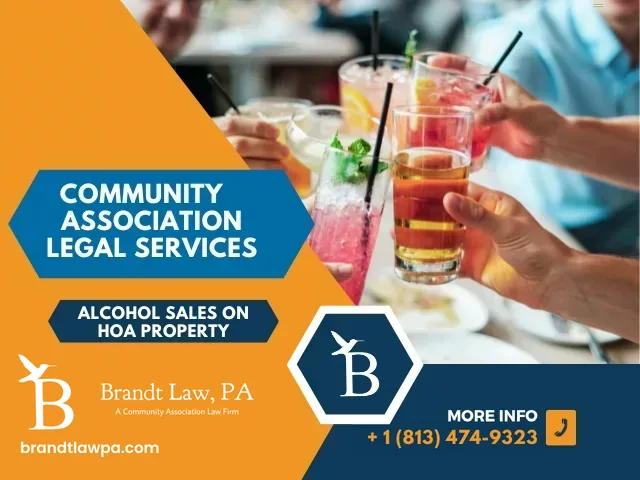 COMMUNITY
ASSOCIATION
LEGAL SERVICES
ALCOHOL SALES ON
HOA PROPERTY
B
Brandt Law, PA
A Community Association Law Firm
brandtlawpa.com
B
MORE INFO
+ 1 (813) 474-9323